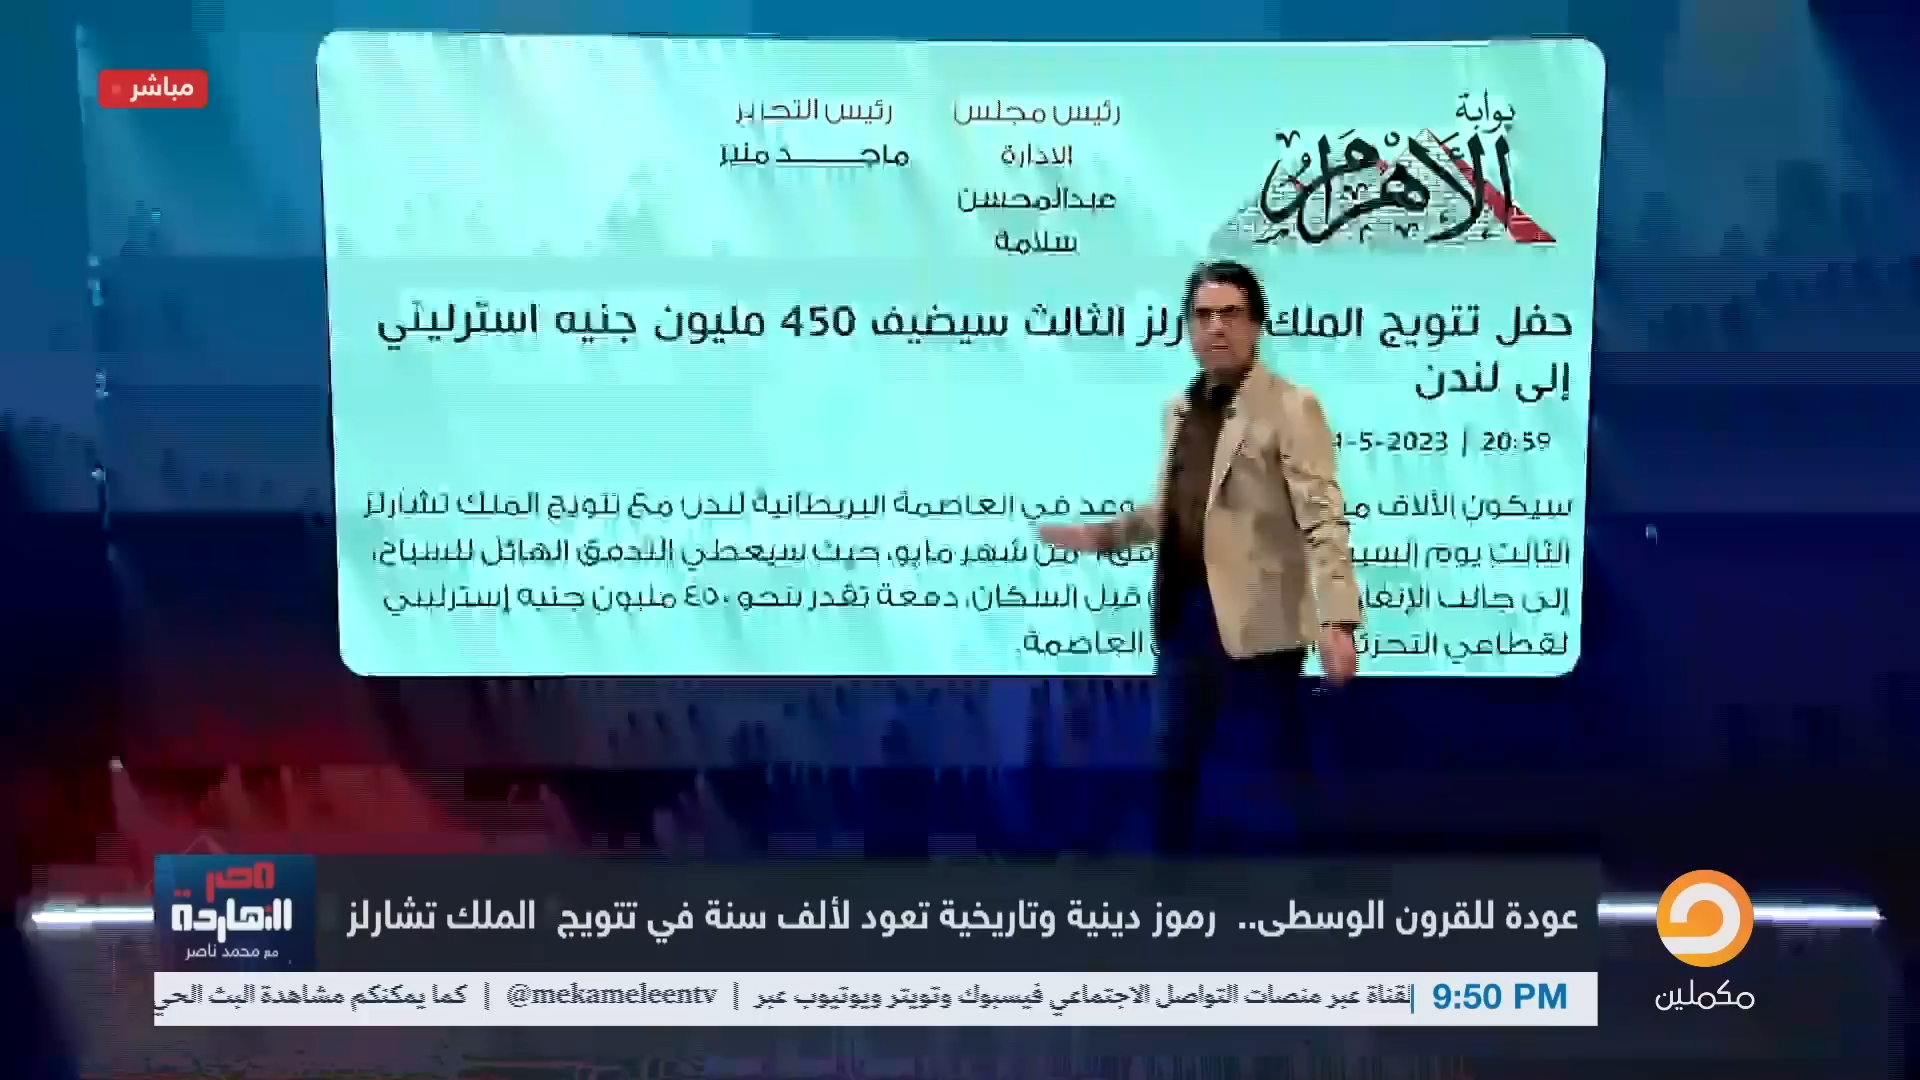 مباشر
بوابة
الأهرام
رئيس مجلس
الادارة
عبدالمحسن
سلامة
رئيس التحرير
ماجد منير
حفل تتويج الملك رلز الثالث سيضيف 450 مليون جنيه استرليني
إلى لندن
4-5-2023 | 20:59
سيكون الآلاف وعد في العاصمة البريطانية لندن مع تتويج الملك تشارلز
الثالث يوم السبت من شهر مايو، حيث سيعطي التدفق الهائل للسياح،
إلى جانب قبل السكان، دفعة تقدر بنحو ٤٥٠ مليون جنيه إسترليني
لقطاعي العاصمة.
مصر
النهاردة
مع محمد ناصر
عودة للقرون الوسطى.. رموز دينية وتاريخية تعود لألف سنة في تتويج الملك تشارلز
9:50 PM
لقناة عبر منصات التواصل الاجتماعي فيسبوك وتويتر ويوتيوب عبر | @mekameleentv | كما يمكنكم مشاهدة البث الحي
مكملين